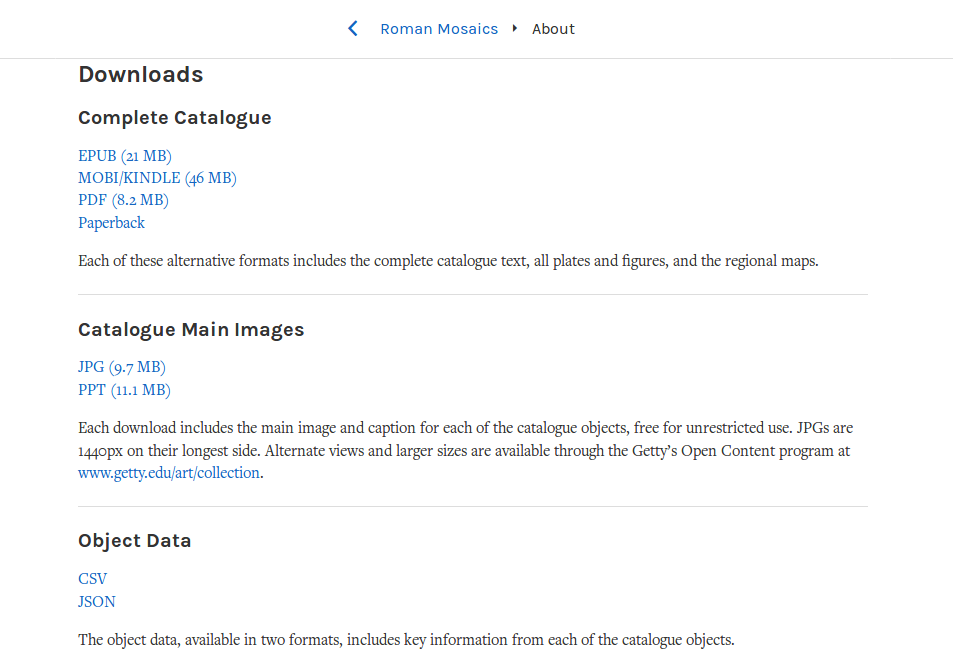 Roman Mosaics ▸ About
Downloads
Complete Catalogue
EPUB (21 MB)
MOBI/KINDLE (46 MB)
PDF (8.2 MB)
Paperback
Each of these alternative formats includes the complete catalogue text, all plates and figures, and the regional maps.
Catalogue Main Images
JPG (9.7 MB)
PPT (11.1 MB)
Each download includes the main image and caption for each of the catalogue objects, free for unrestricted use. JPGs are
1440px on their longest side. Alternate views and larger sizes are available through the Getty’s Open Content program at
www.getty.edu/art/collection.
Object Data
CSV
JSON
The object data, available in two formats, includes key information from each of the catalogue objects.